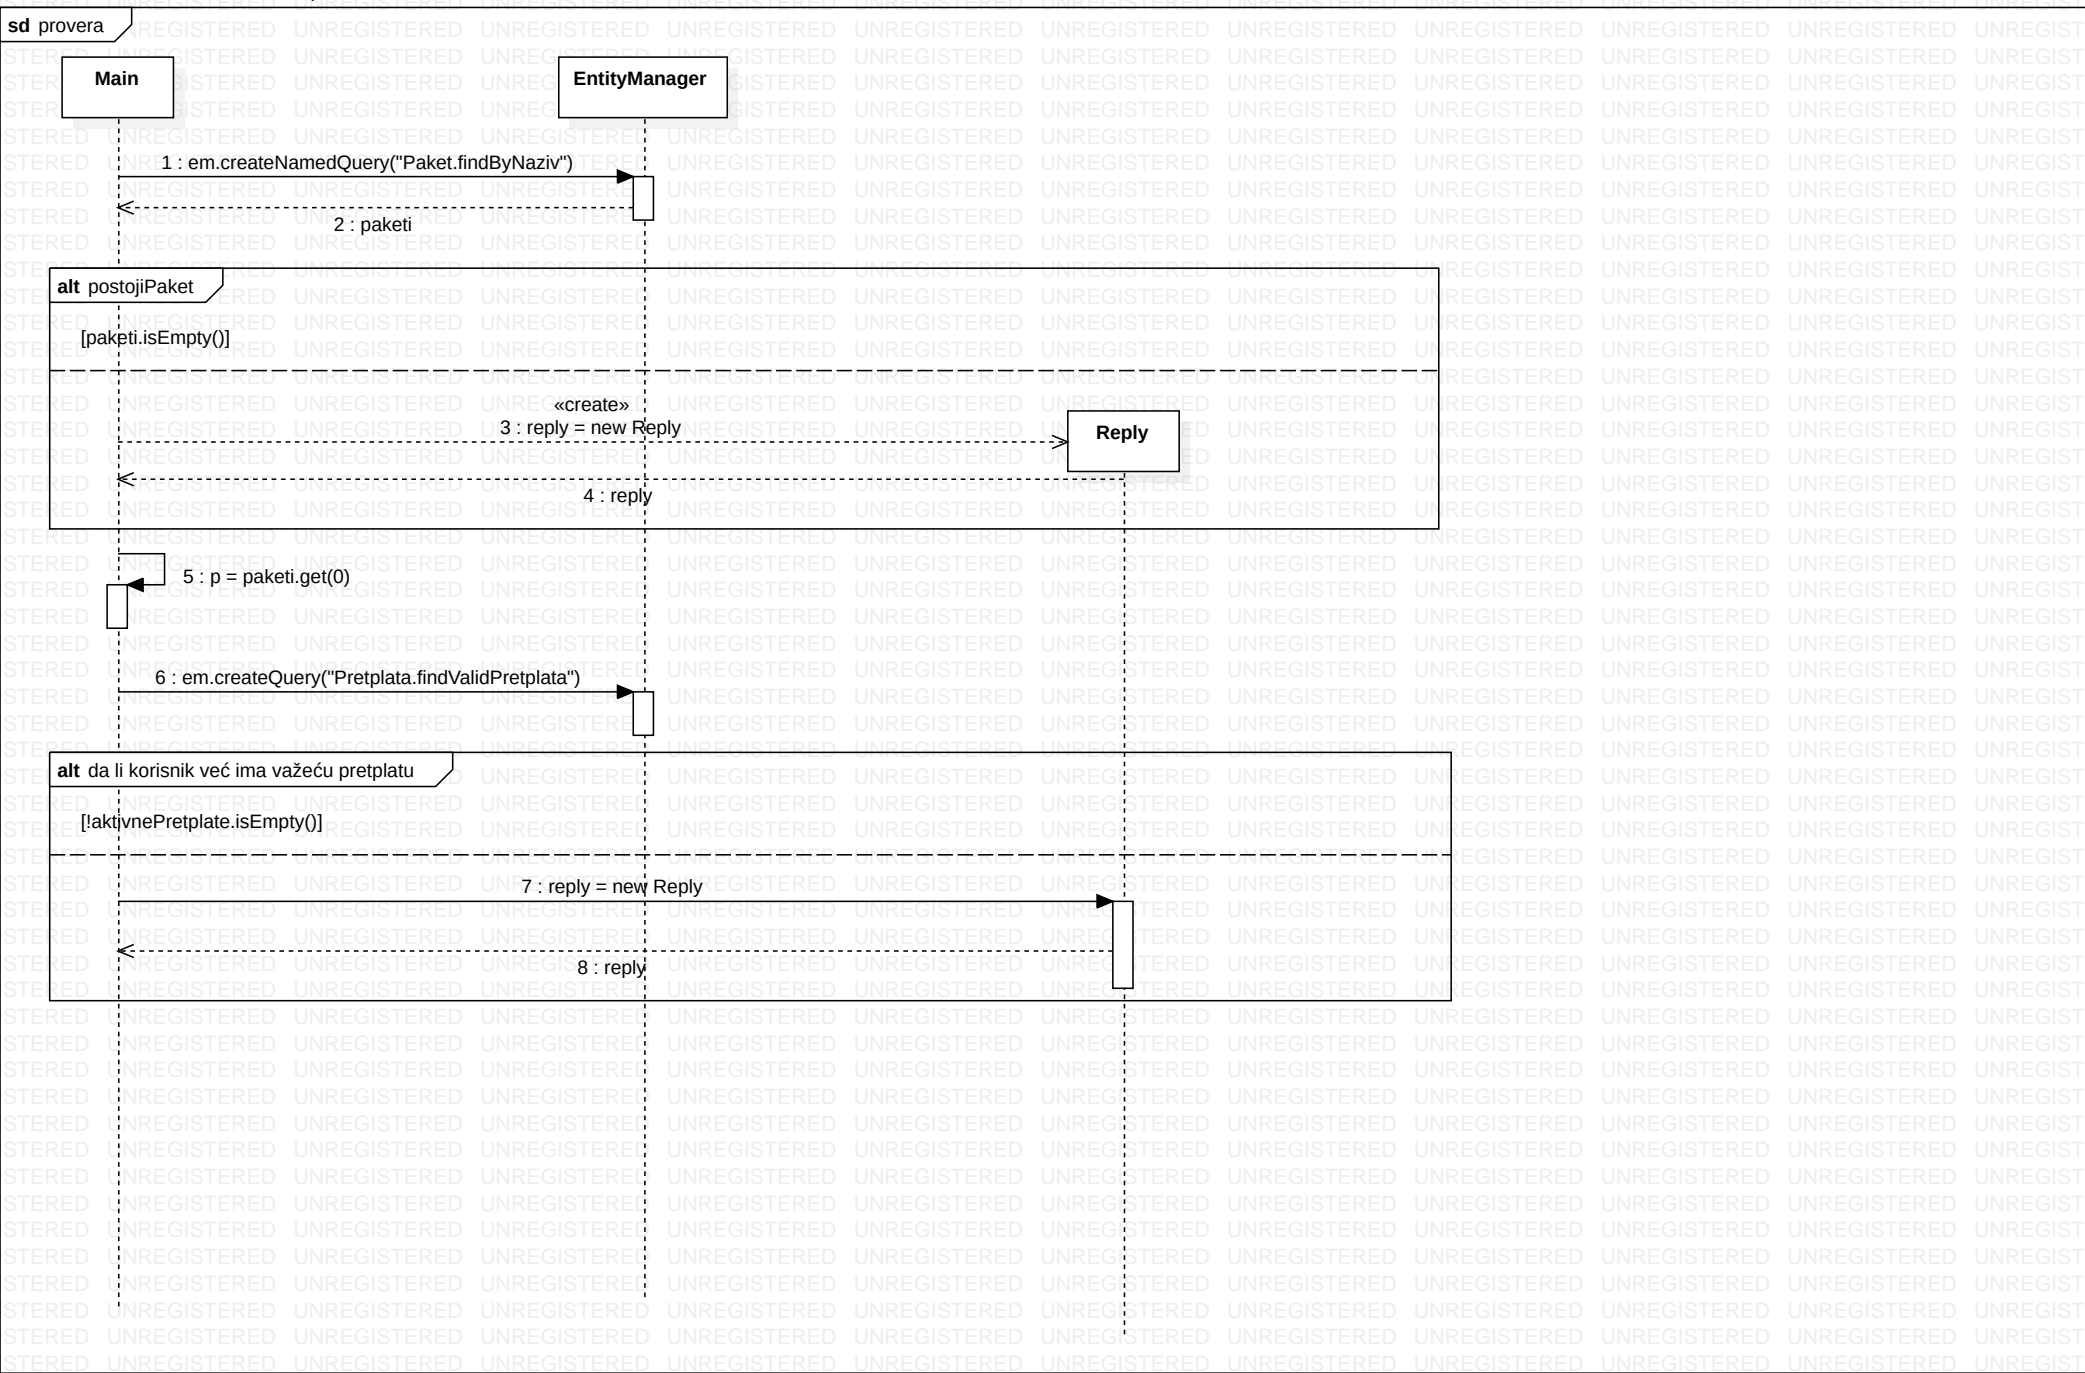 sd provera
Main
EntityManager
1 : em.createNamedQuery("Paket.findByNaziv")
2 : paketi
alt postojiPaket
[paketi.isEmpty()]
«create»
3 : reply = new Reply
Reply
4 : reply
5 : p = paketi.get(0)
6 : em.createQuery("Pretplata.findValidPretplata")
alt da li korisnik već ima važeću pretplatu
[!aktivnePretplate.isEmpty()]
7 : reply = new Reply
8 : reply
UNREGISTERED